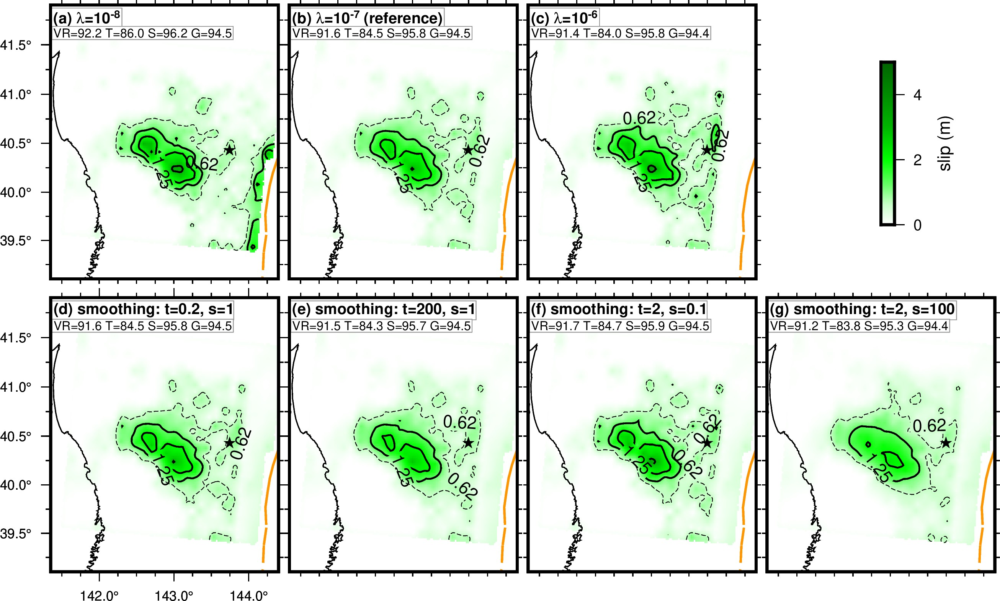 (a) λ=10⁻⁸
VR=92.2 T=86.0 S=96.2 G=94.5
(b) λ=10⁻⁷ (reference)
VR=91.6 T=84.5 S=95.8 G=94.5
(c) λ=10⁻⁶
VR=91.4 T=84.0 S=95.8 G=94.4
41.5°
41.0°
40.5°
40.0°
39.5°
0.62
1.25
0.62
1.25
0.62
0.62
1.25
4
2
0
slip (m)
(d) smoothing: t=0.2, s=1
VR=91.6 T=84.5 S=95.8 G=94.5
(e) smoothing: t=200, s=1
VR=91.5 T=84.3 S=95.7 G=94.5
(f) smoothing: t=2, s=0.1
VR=91.7 T=84.7 S=95.9 G=94.5
(g) smoothing: t=2, s=100
VR=91.2 T=83.8 S=95.3 G=94.4
41.5°
41.0°
40.5°
40.0°
39.5°
0.62
1.25
0.62
1.25
0.62
0.62
1.25
0.62
0.62
1.25
142.0°
143.0°
144.0°